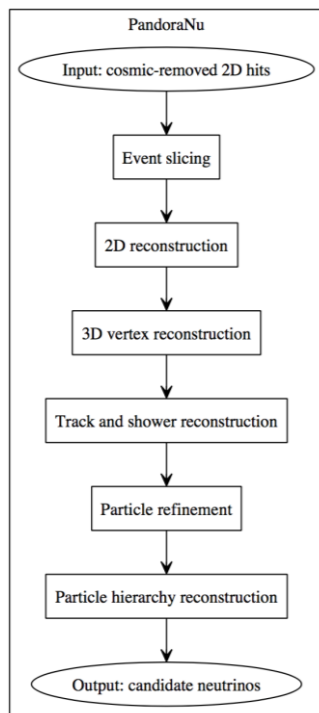 PandoraNu
Input: cosmic-removed 2D hits
Event slicing
2D reconstruction
3D vertex reconstruction
Track and shower reconstruction
Particle refinement
Particle hierarchy reconstruction
Output: candidate neutrinos